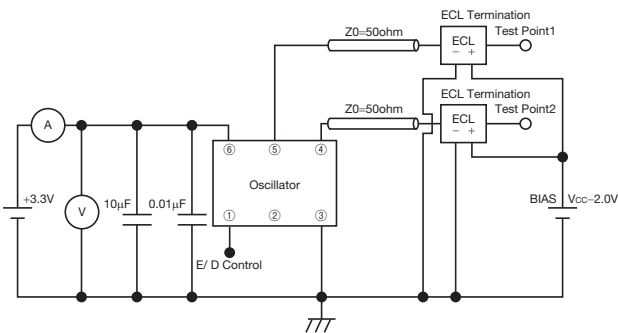 ECL Termination
Z0=50ohm
ECL
− +
Test Point1
ECL Termination
Z0=50ohm
ECL
− +
Test Point2
A
⑥ ⑤ ④
Oscillator
① ② ③
+3.3V
V
10μF
0.01μF
E/ D Control
BIAS
VCC−2.0V